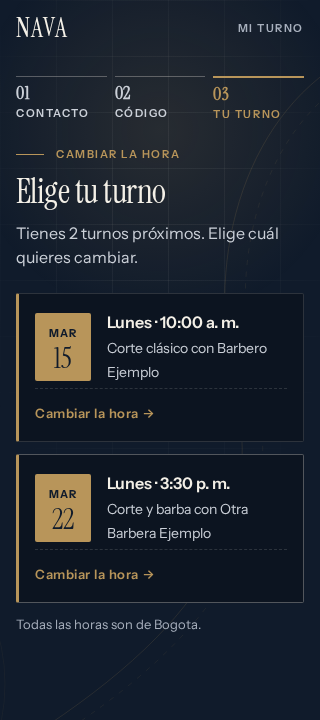 NAVA
MI TURNO
01
CONTACTO
02
CÓDIGO
03
TU TURNO
CAMBIAR LA HORA
Elige tu turno
Tienes 2 turnos próximos. Elige cuál
quieres cambiar.
MAR
15
Lunes · 10:00 a. m.
Corte clásico con Barbero
Ejemplo
Cambiar la hora →
MAR
22
Lunes · 3:30 p. m.
Corte y barba con Otra
Barbera Ejemplo
Cambiar la hora →
Todas las horas son de Bogota.